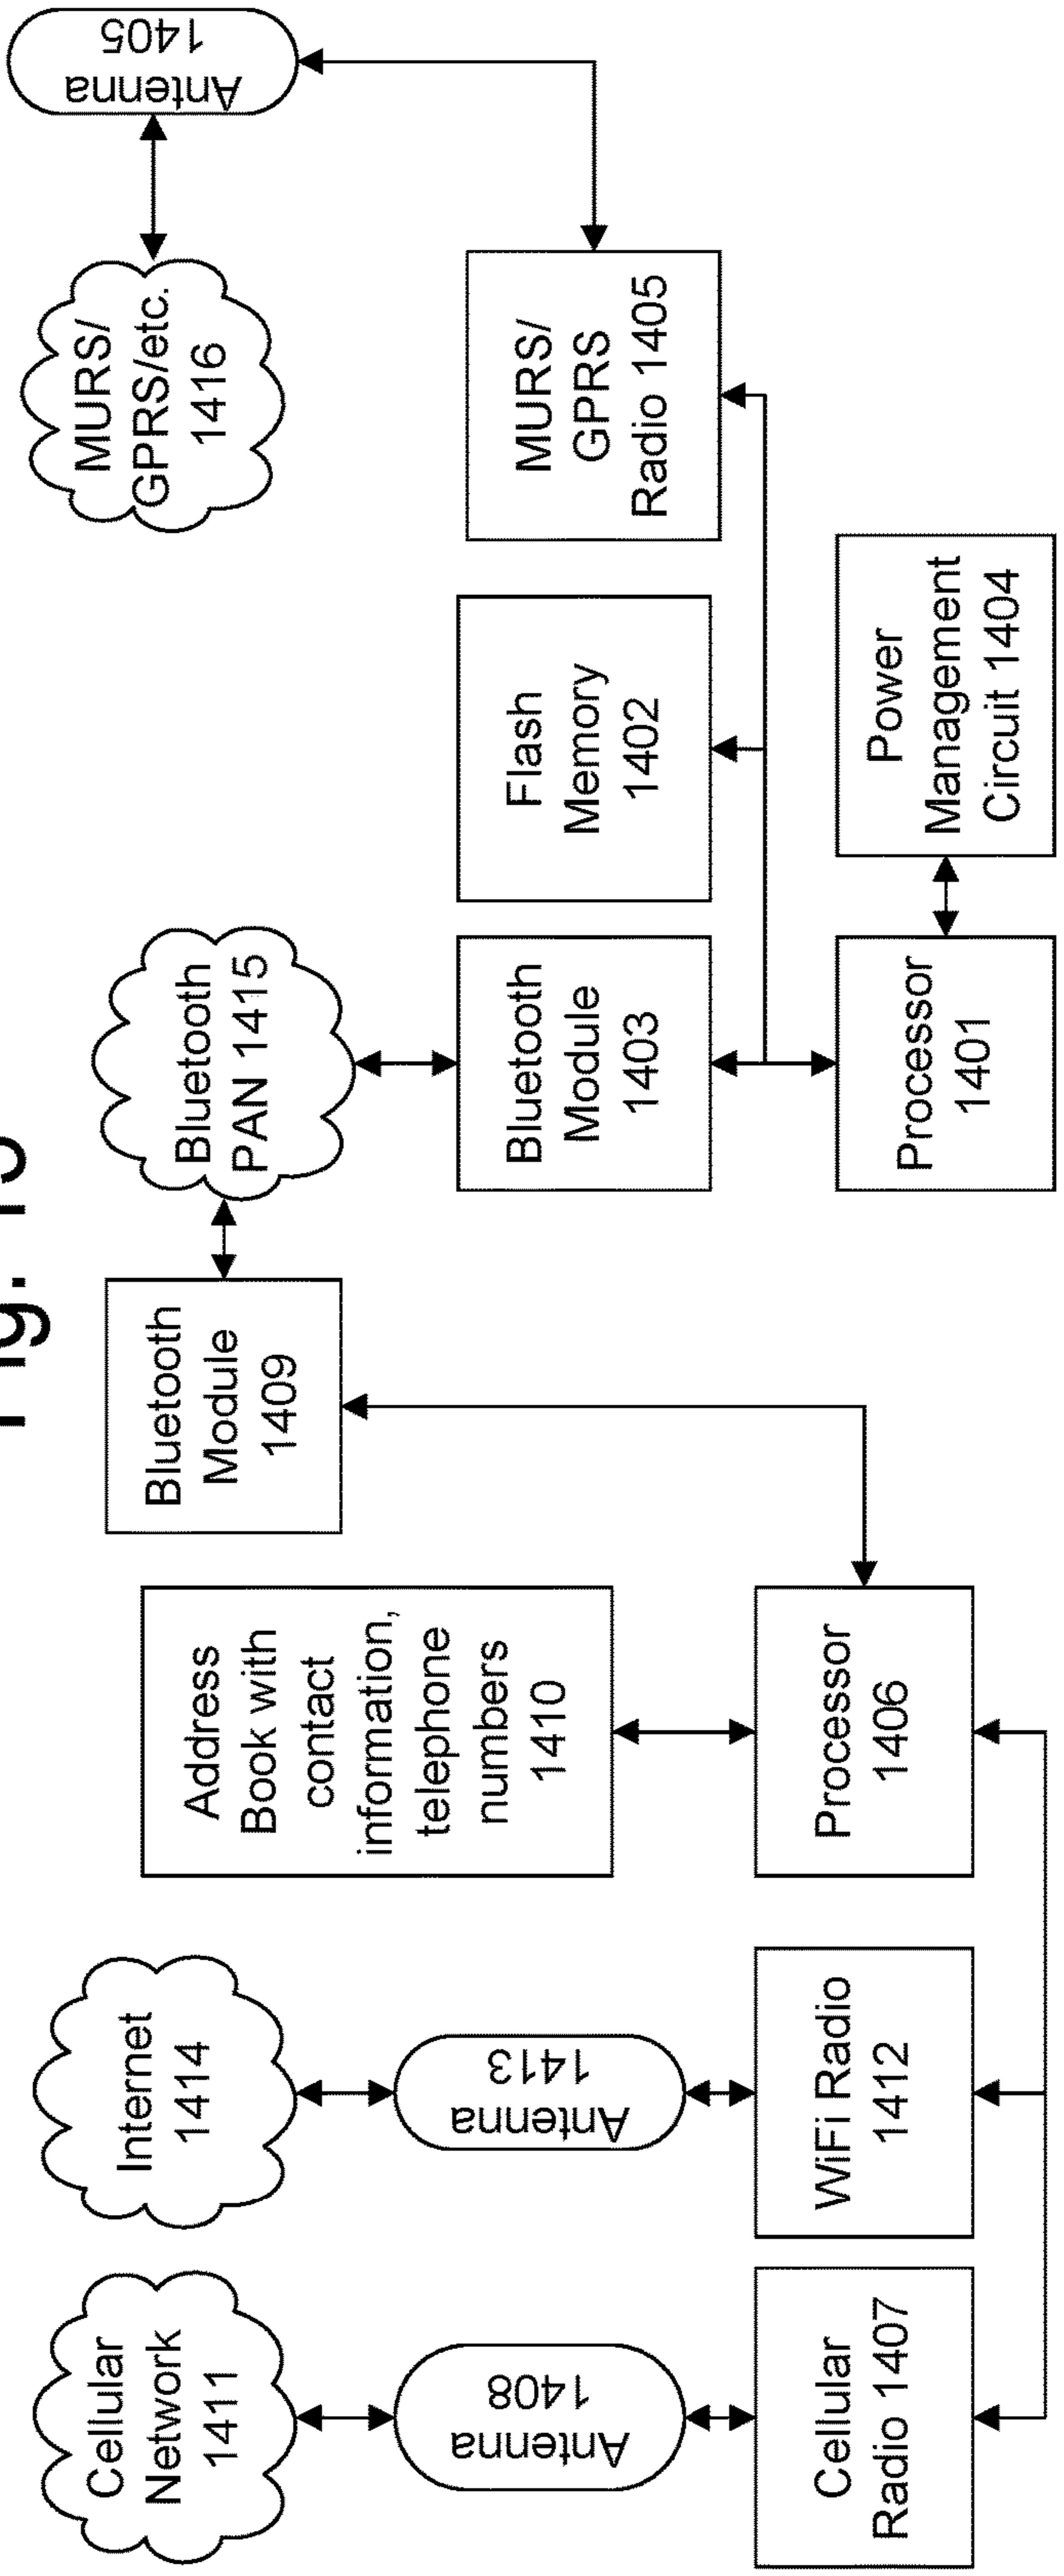 Cellular
Network
1411
Internet
1414
Address
Book with
contact
information,
telephone
numbers
1410
Bluetooth
Module
1409
Bluetooth
PAN 1415
MURS/
GPRS/etc.
1416
Antenna
1405
Antenna
1408
Antenna
1413
Bluetooth
Module
1403
Flash
Memory
1402
MURS/
GPRS
Radio 1405
Cellular
Radio 1407
WiFi Radio
1412
Processor
1406
Processor
1401
Power
Management
Circuit 1404